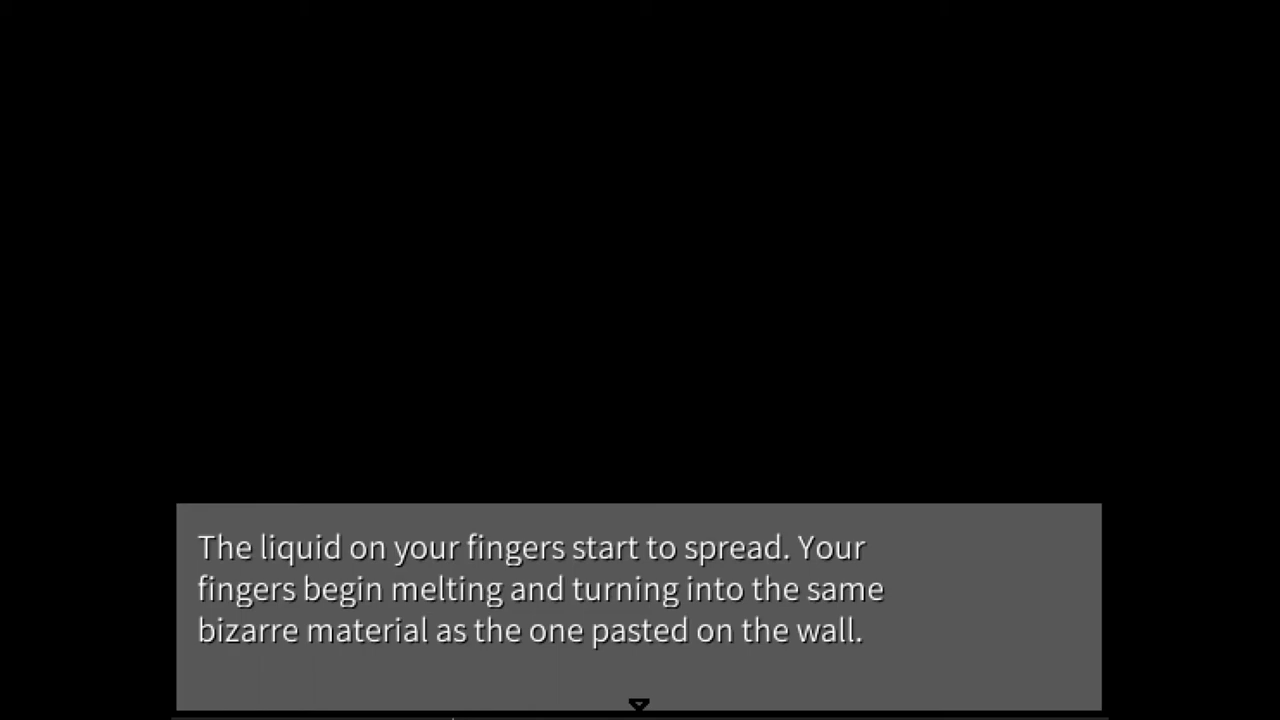 The liquid on your fingers start to spread. Your
fingers begin melting and turning into the same
bizarre material as the one pasted on the wall.